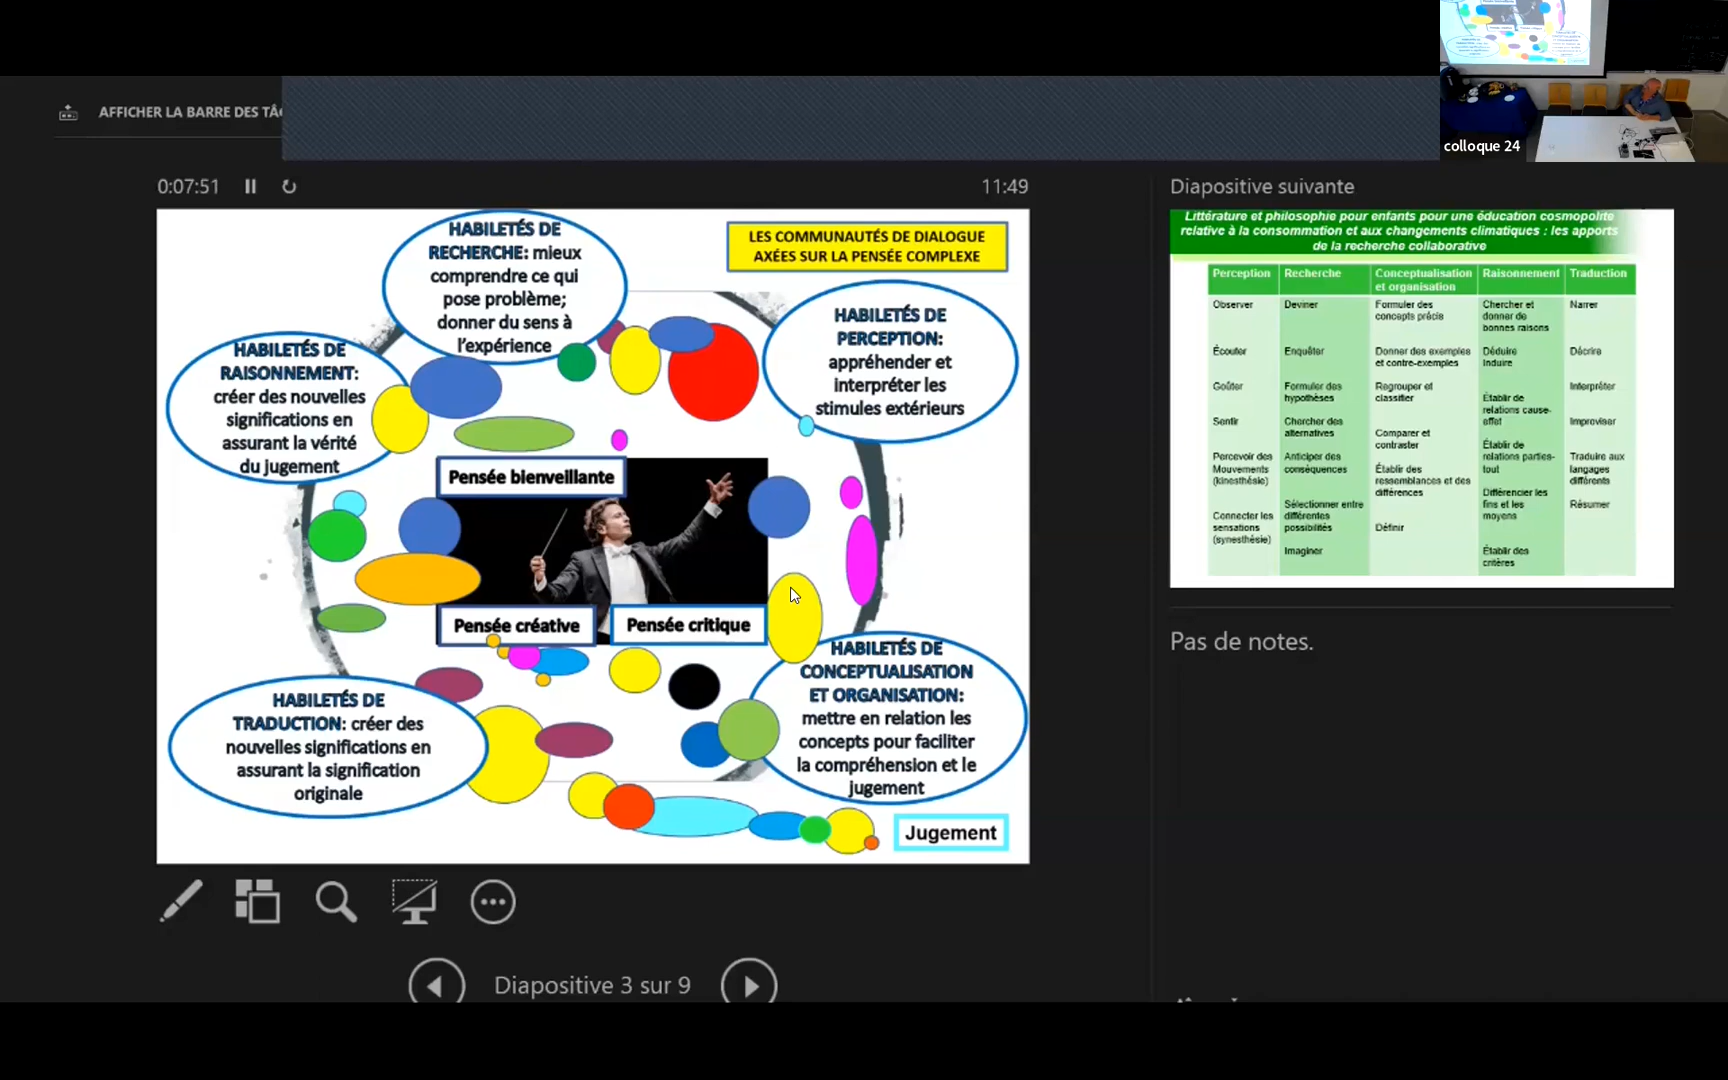 colloque 24
AFFICHER LA BARRE DES TÂ
0:07:51
11:49
Diapositive suivante
LES COMMUNAUTÉS DE DIALOGUE
AXÉES SUR LA PENSÉE COMPLEXE
HABILETÉS DE
RECHERCHE: mieux
comprendre ce qui
pose problème;
donner du sens à
l'expérience
HABILETÉS DE
PERCEPTION:
appréhender et
interpréter les
stimules extérieurs
HABILETÉS DE
RAISONNEMENT:
créer des nouvelles
significations en
assurant la vérité
du jugement
Pensée bienveillante
Pensée créative
Pensée critique
HABILETÉS DE
CONCEPTUALISATION
ET ORGANISATION:
mettre en relation les
concepts pour faciliter
la compréhension et le
jugement
HABILETÉS DE
TRADUCTION: créer des
nouvelles significations en
assurant la signification
originale
Jugement
Littérature et philosophie pour enfants pour une éducation cosmopolite
relative à la consommation et aux changements climatiques : les apports
de la recherche collaborative
Perception
Observer
Écouter
Goûter
Sentir
Percevoir des
Mouvements
(kinesthésie)
Connecter les
sensations
(synesthésie)
Recherche
Deviner
Enquêter
Formuler des
hypothèses
Chercher des
alternatives
Anticiper des
conséquences
Sélectionner entre
différentes
possibilités
Imaginer
Conceptualisation
et organisation
Formuler des
concepts précis
Donner des exemples
et contre-exemples
Regrouper et
classifier
Comparer et
contraster
Établir des
ressemblances et des
différences
Définir
Raisonnement
Chercher et
donner de
bonnes raisons
Déduire
Induire
Établir de
relations cause-
effet
Établir de
relations parties-
tout
Différencier les
fins et les
moyens
Établir des
critères
Traduction
Narrer
Décrire
Interpréter
Improviser
Traduire aux
langages
différents
Résumer
Pas de notes.
Diapositive 3 sur 9